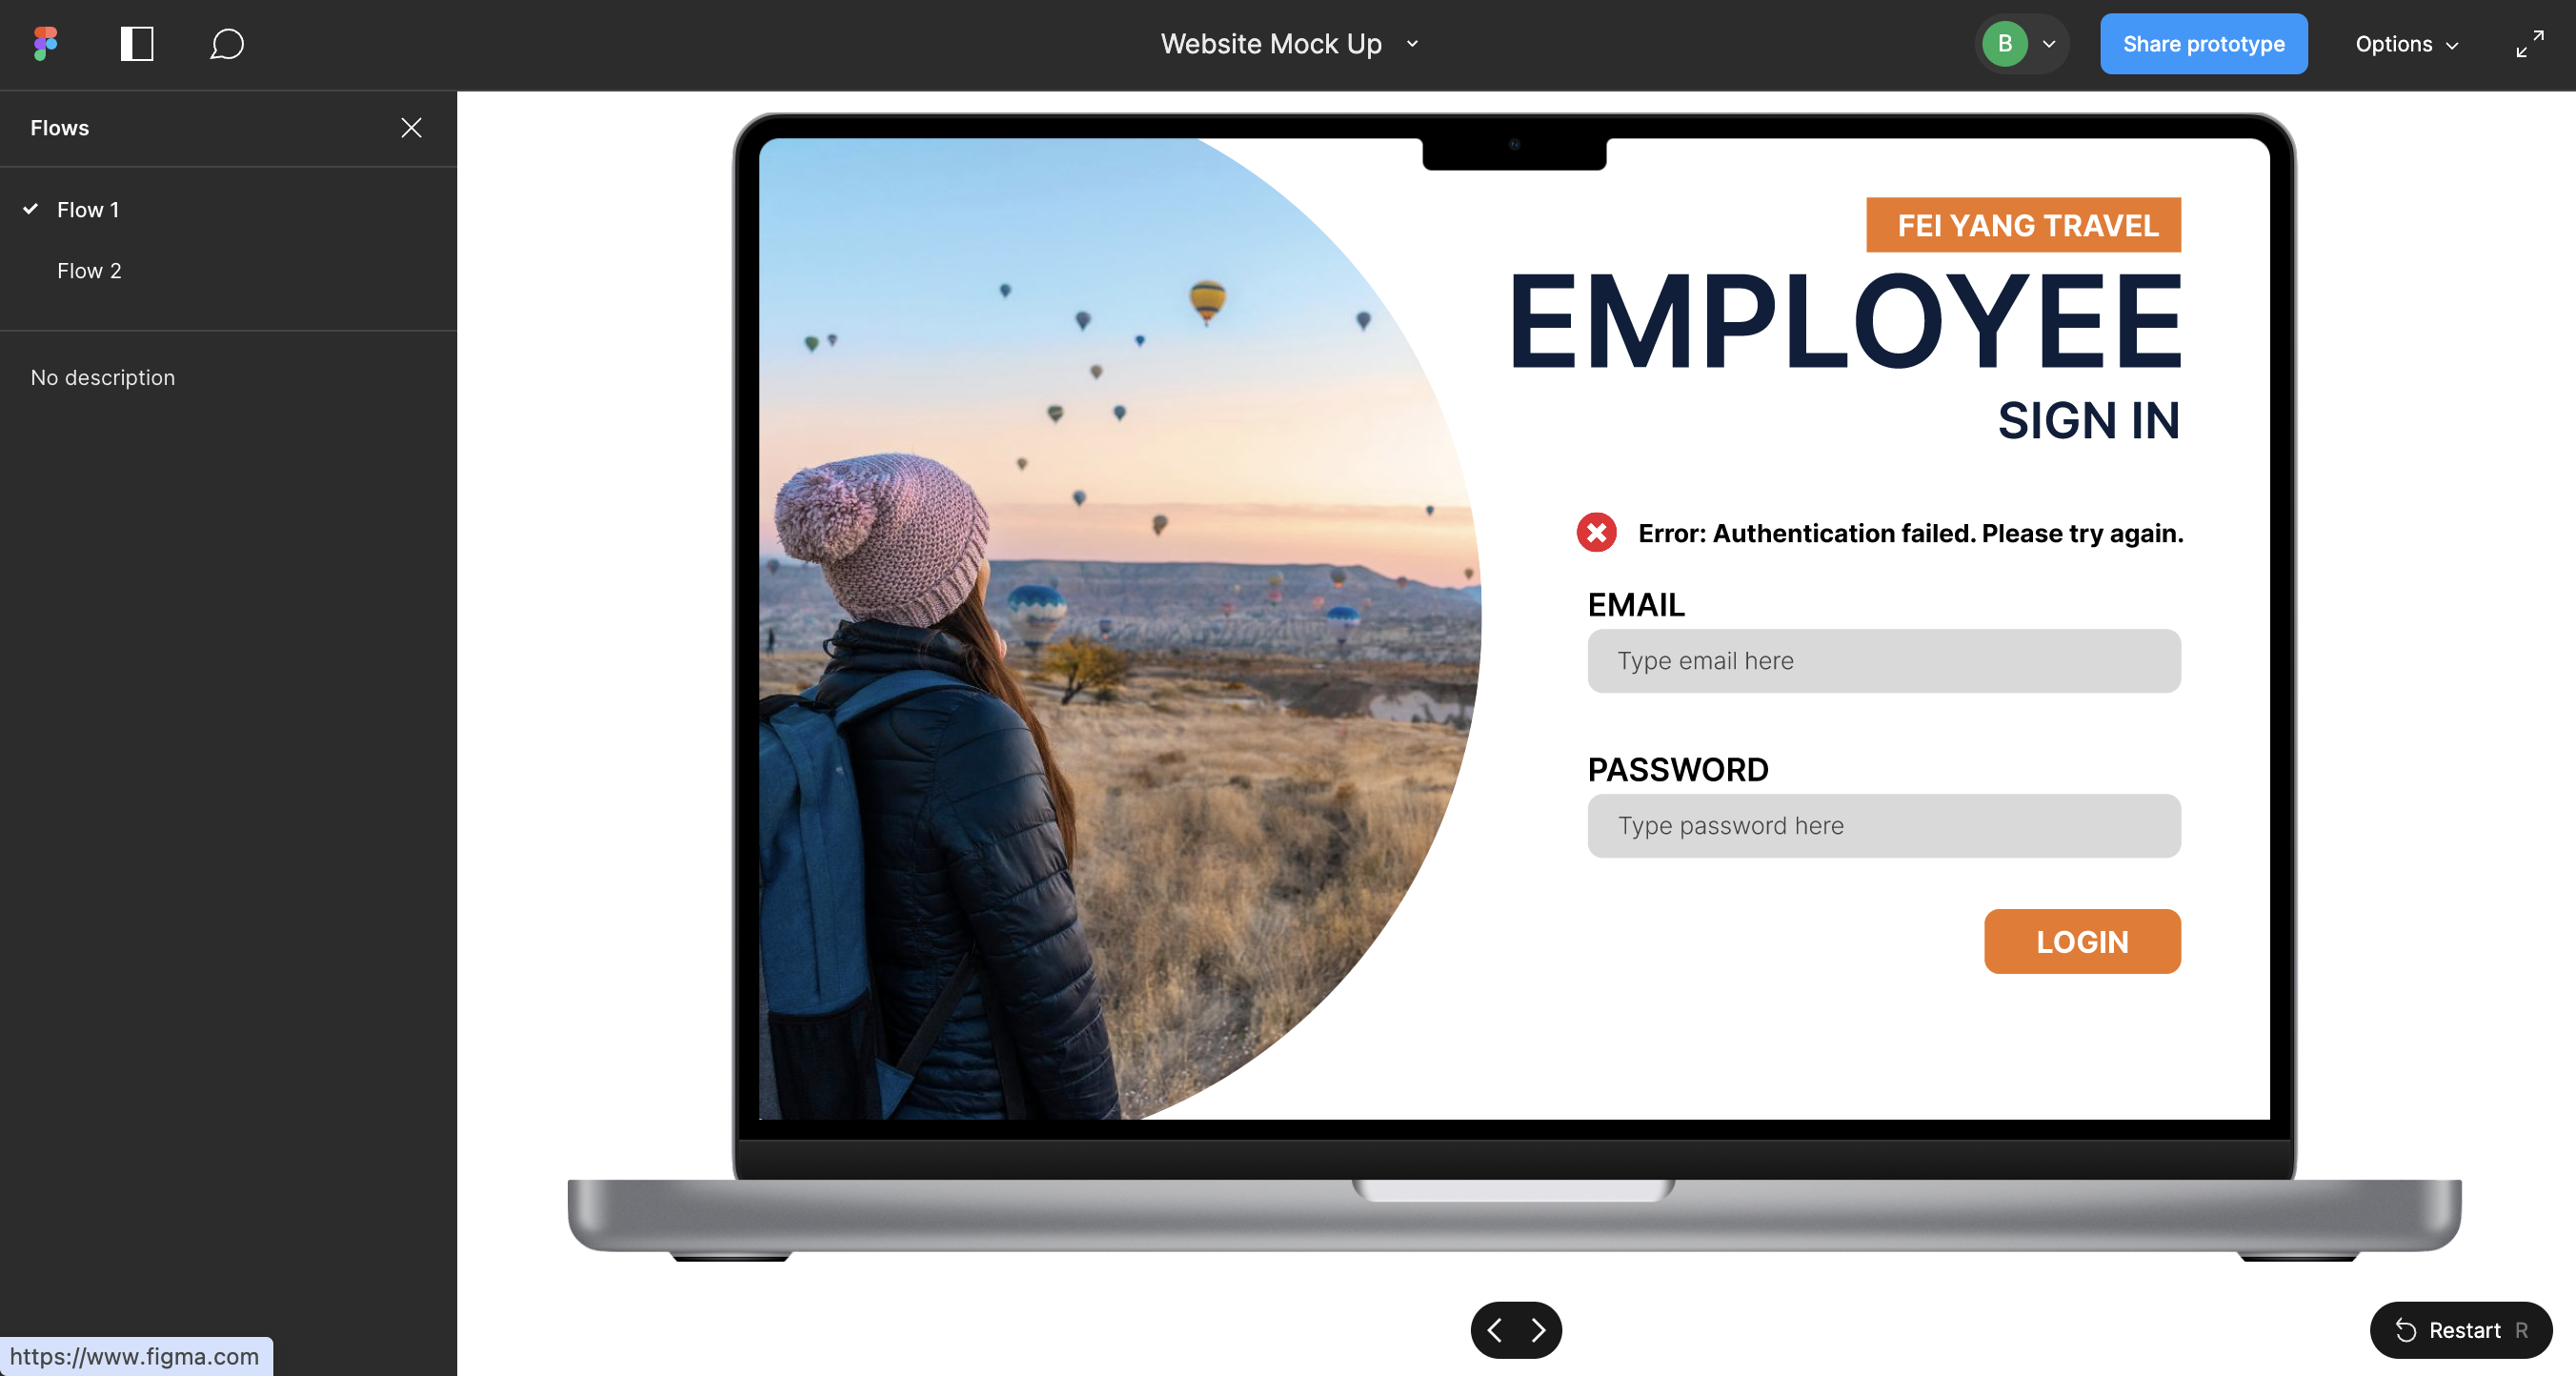 Website Mock Up
B
Share prototype
Options
Flows
Flow 1
Flow 2
No description
FEI YANG TRAVEL
EMPLOYEE
SIGN IN
Error: Authentication failed. Please try again.
EMAIL
Type email here
PASSWORD
Type password here
LOGIN
Restart R
https://www.figma.com